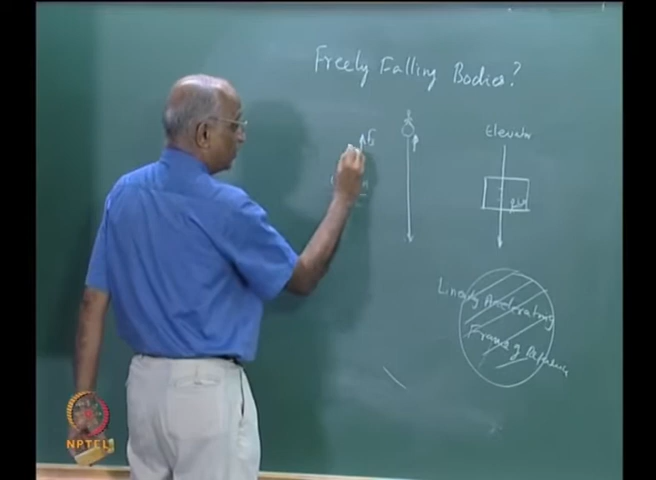 Freely Falling Bodies?
Elevator
Linearly Accelerating
Frame of Reference
NPTEL